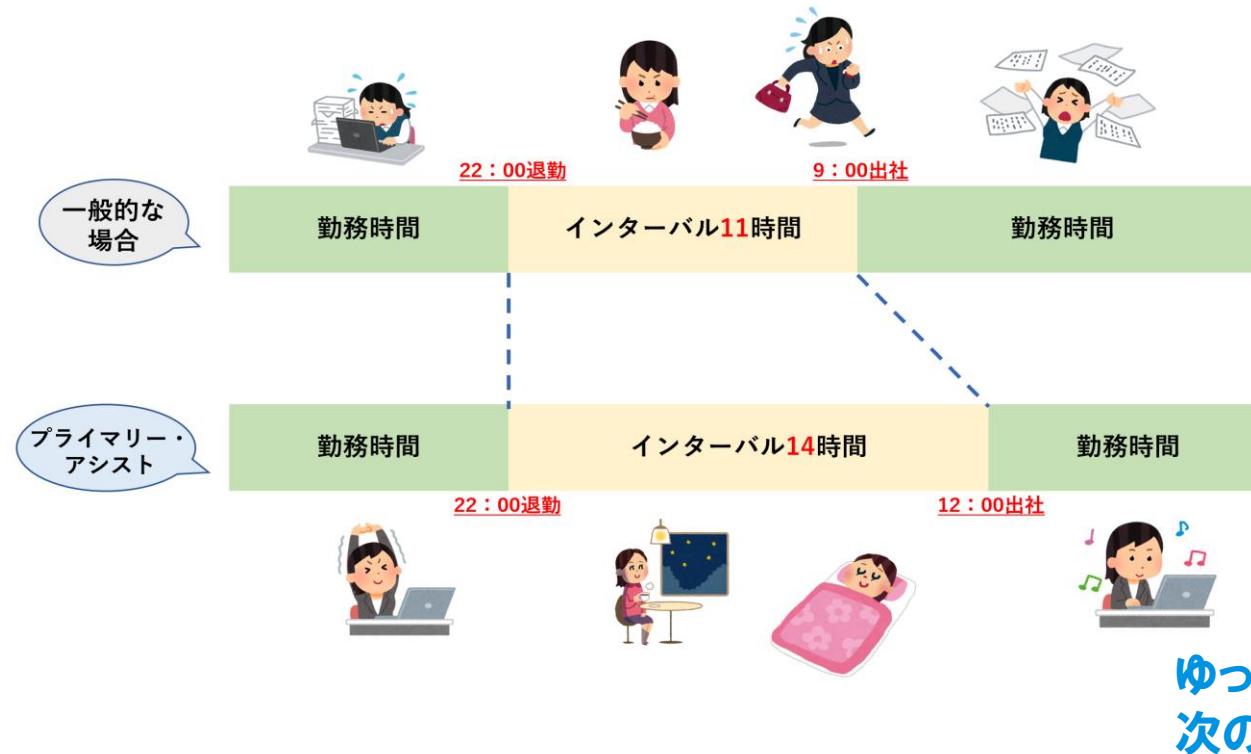 22：00退勤
9：00出社
一般的な
場合
勤務時間
インターバル11時間
勤務時間
プライマリー・
アシスト
勤務時間
インターバル14時間
勤務時間
22：00退勤
12：00出社
ゆっ
次の